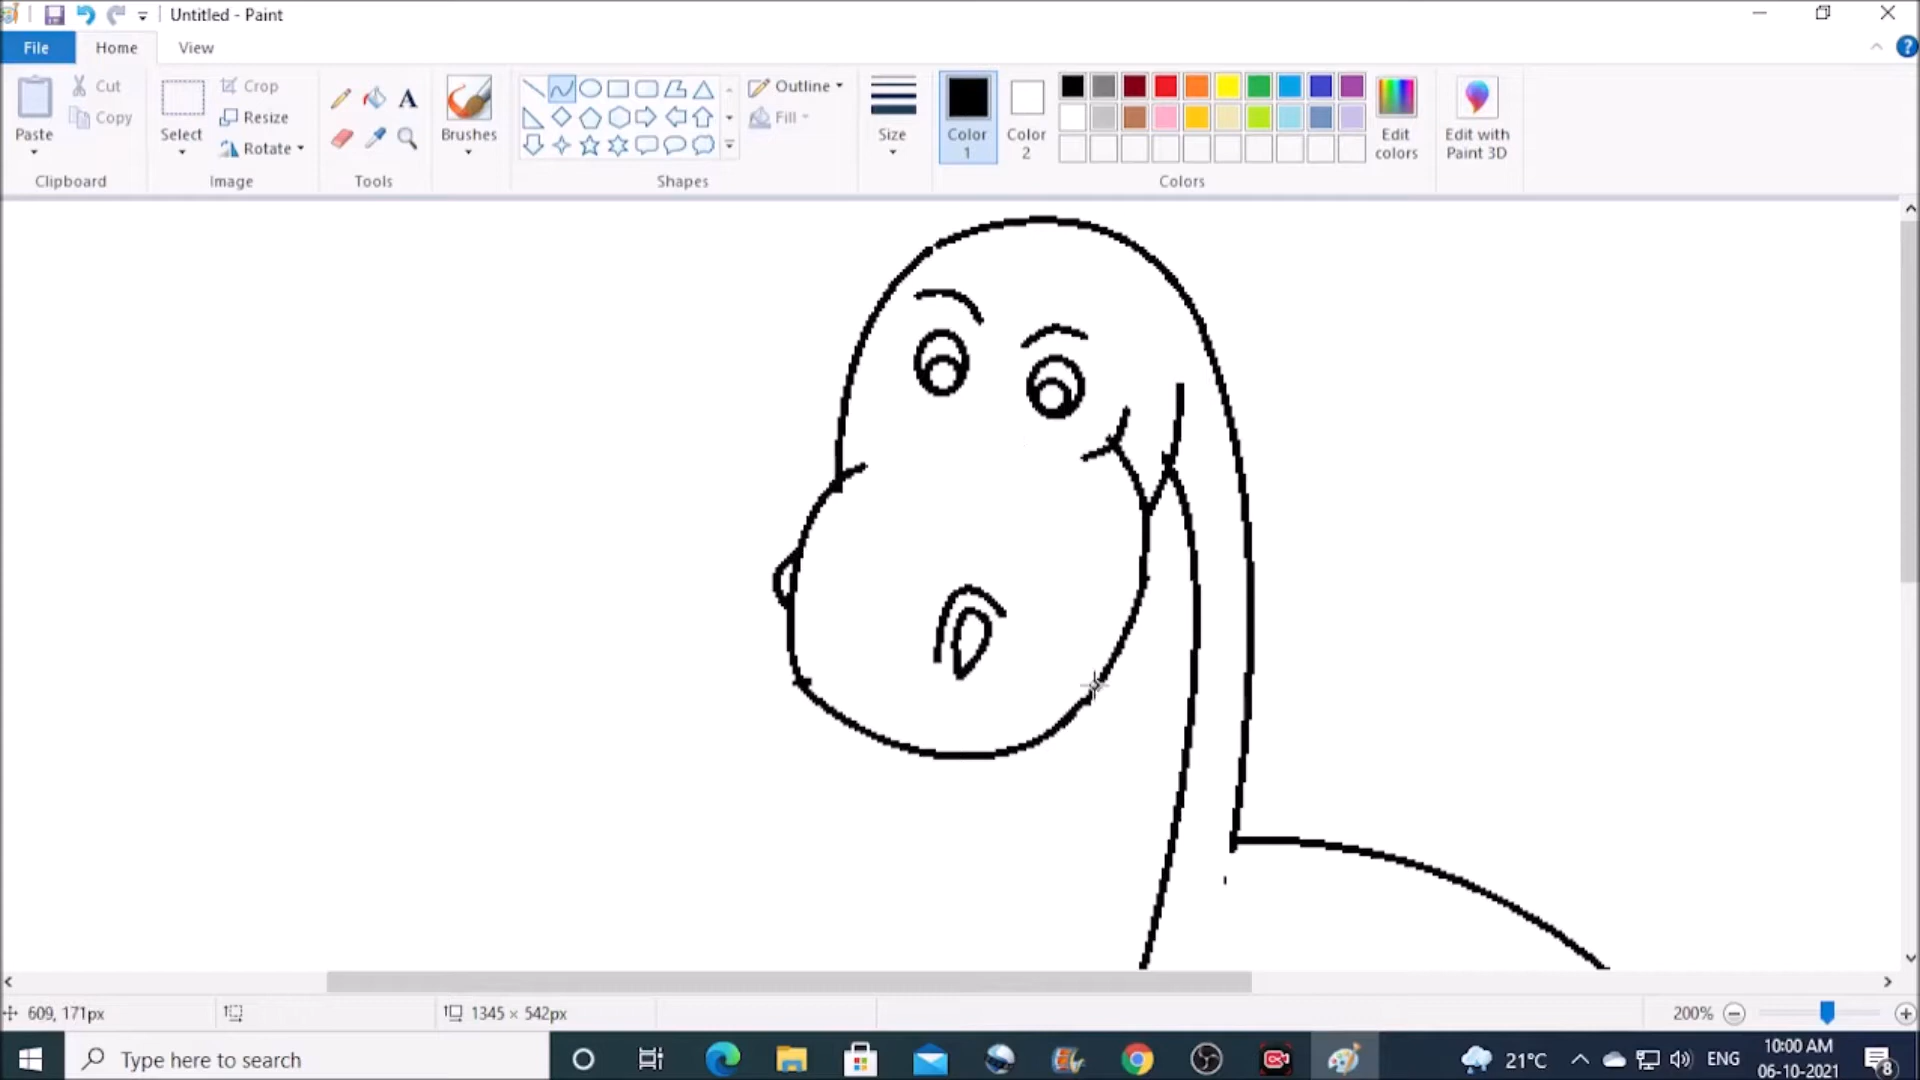 Untitled - Paint
File Home View
Paste
Cut
Copy
Clipboard
Select
Crop
Resize
Rotate
Image
A
Tools
Brushes
Shapes
Outline
Fill
Size
Color 1
Color 2
Edit colors
Colors
Edit with Paint 3D
609, 171px
1345 × 542px
200%
Type here to search
21°C
ENG
10:00 AM
06-10-2021
8